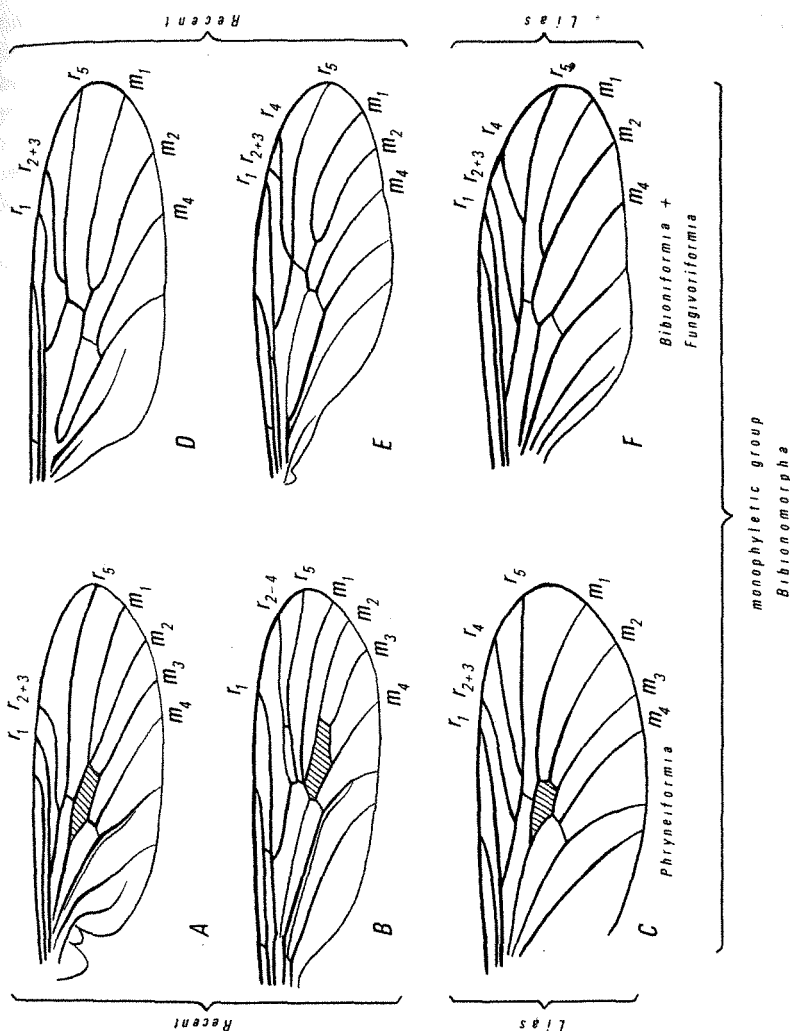 Recent
A
r1 r2+3
r5
m1
m2
m3
m4
B
r1
r2-4
r5
m1
m2
m3
m4
Lias
C
r1 r2+3 r4
r5
m1
m2
m3
m4
Phryneiformia
D
r1
r2+3
r5
m1
m2
m4
Recent
E
r1 r2+3 r4
r5
m1
m2
m4
F
r1 r2+3 r4
r5
m1
m2
m4
Lias
Bibioniformia +
Fungivoriformia
monophyletic group
Bibionomorpha